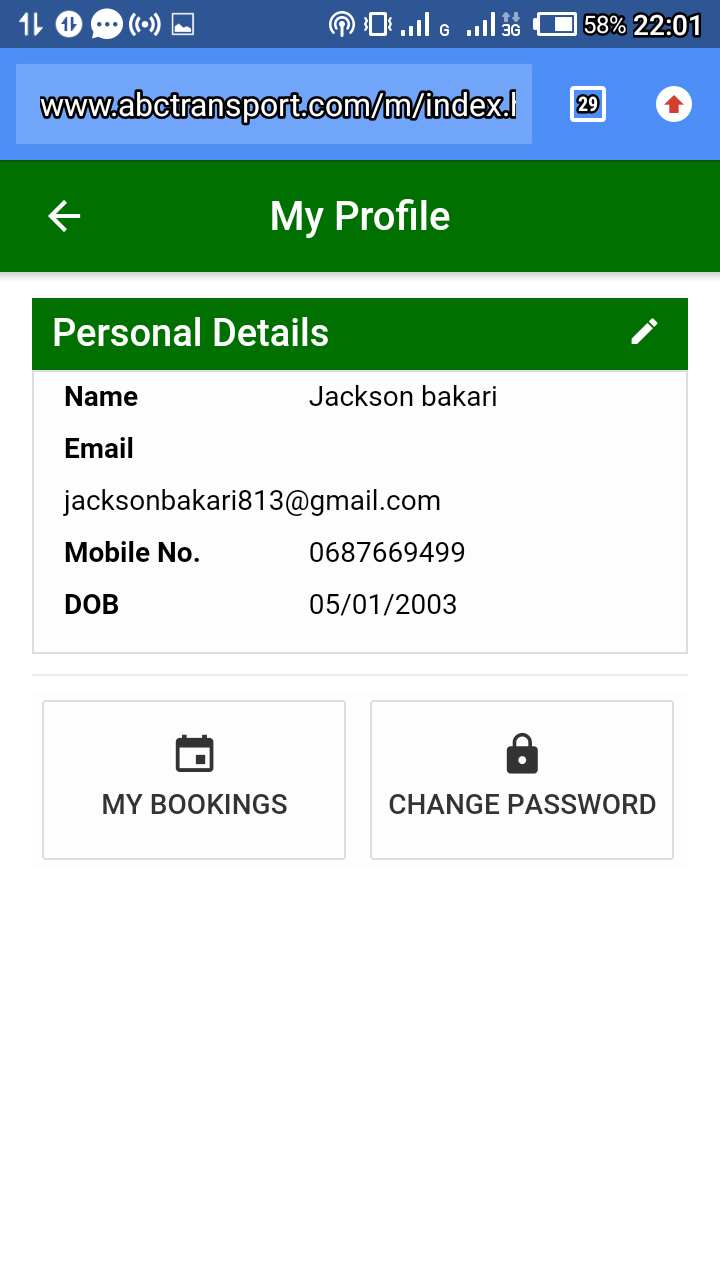 G 3G 58% 22:01
www.abctransport.com/m/index.
29
My Profile
Personal Details
Name Jackson bakari
Email
jacksonbakari813@gmail.com
Mobile No. 0687669499
DOB 05/01/2003
MY BOOKINGS CHANGE PASSWORD